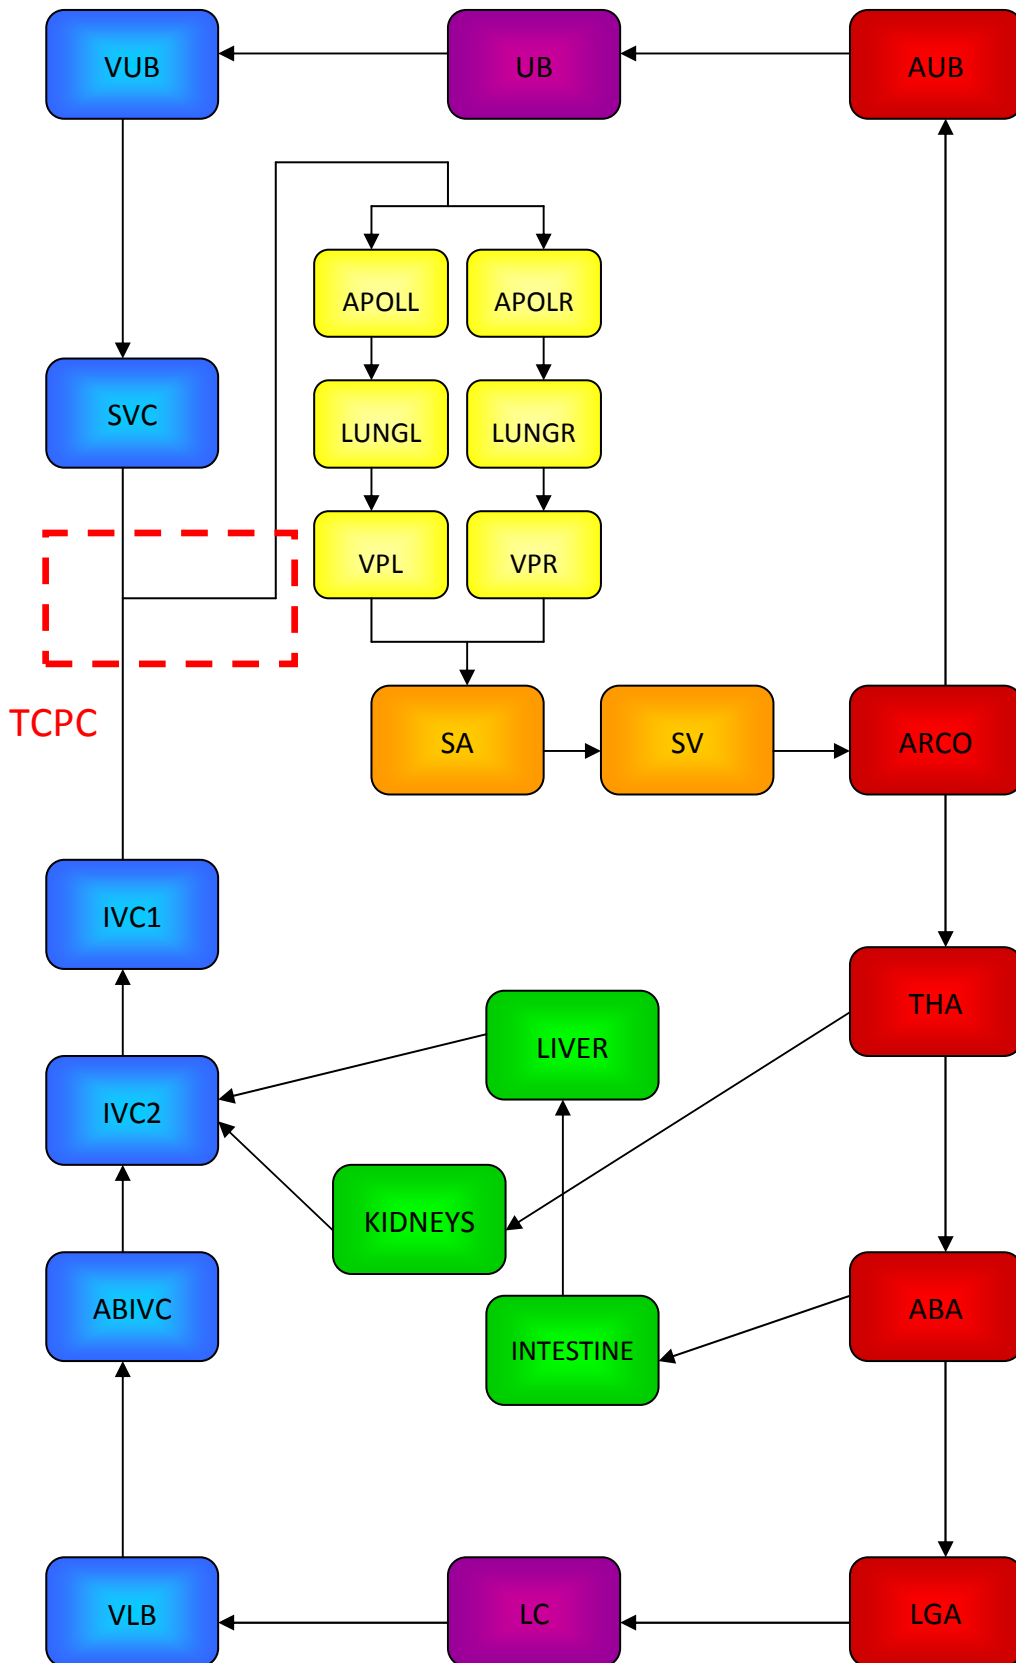 VUB
UB
AUB
APOLL
APOLR
SVC
LUNGL
LUNGR
VPL
VPR
TCPC
SA
SV
ARCO
IVC1
THA
LIVER
IVC2
KIDNEYS
ABIVC
ABA
INTESTINE
VLB
LC
LGA